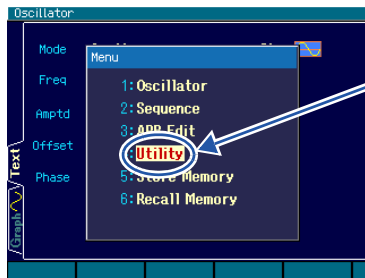 Oscillator
Mode
Menu
Freq
1:Oscillator
Amptd
2:Sequence
3:ARB Edit
Offset
:Utility
Phase
5:Store Memory
6:Recall Memory
Text
Graph